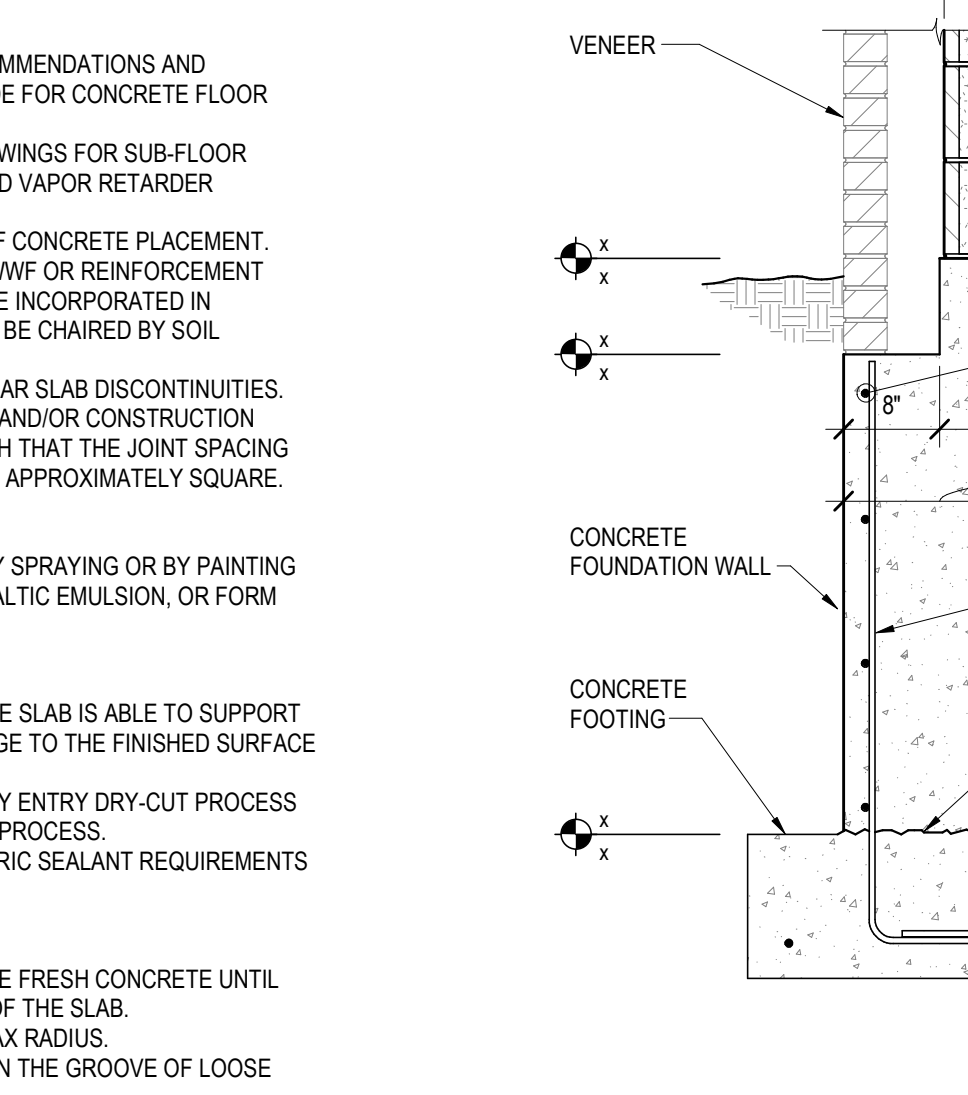 OMMENDATIONS AND
DE FOR CONCRETE FLOOR
WINGS FOR SUB-FLOOR
D VAPOR RETARDER
F CONCRETE PLACEMENT.
WWF OR REINFORCEMENT
E INCORPORATED IN
BE CHAIRED BY SOIL
AR SLAB DISCONTINUITIES.
AND/OR CONSTRUCTION
H THAT THE JOINT SPACING
APPROXIMATELY SQUARE.
Y SPRAYING OR BY PAINTING
ALTIC EMULSION, OR FORM
E SLAB IS ABLE TO SUPPORT
GE TO THE FINISHED SURFACE
Y ENTRY DRY-CUT PROCESS
PROCESS.
RIC SEALANT REQUIREMENTS
E FRESH CONCRETE UNTIL
OF THE SLAB.
AX RADIUS.
N THE GROOVE OF LOOSE
VENEER
x
x
x
x
8"
CONCRETE
FOUNDATION WALL
CONCRETE
FOOTING
x
x